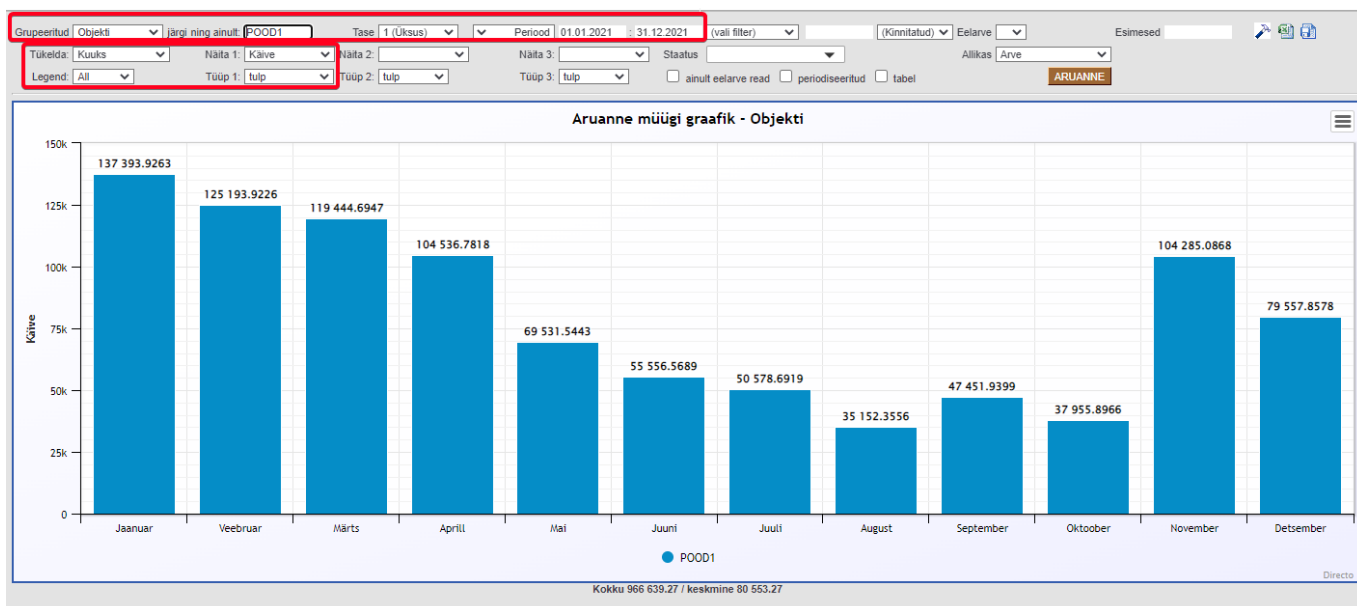 Grupeeritud Objekti järgi ning ainult: POOD1 Tase 1 (Üksus) Periood 01.01.2021 : 31.12.2021 (vali filter) (Kinnitatud) Eelarve Esimesed
Tükelda: Kuuks Näita 1: Käive Näita 2: Näita 3: Staatus Allikas Arve
Legend: All Tüüp 1: tulp Tüüp 2: tulp Tüüp 3: tulp ainult eelarve read periodiseeritud tabel ARUANNE
Aruanne müügi graafik - Objekti
150k
137 393.9263
125 193.9226
125k
119 444.6947
104 536.7818
104 285.0868
100k
79 557.8578
Käive
75k
69 531.5443
55 556.5689
50 578.6919
50k
47 451.9399
37 955.8966
35 152.3556
25k
0
Jaanuar Veebruar Märts Aprill Mai Juuni Juuli August September Oktoober November Detsember
POOD1
Directo
Kokku 966 639.27 / keskmine 80 553.27